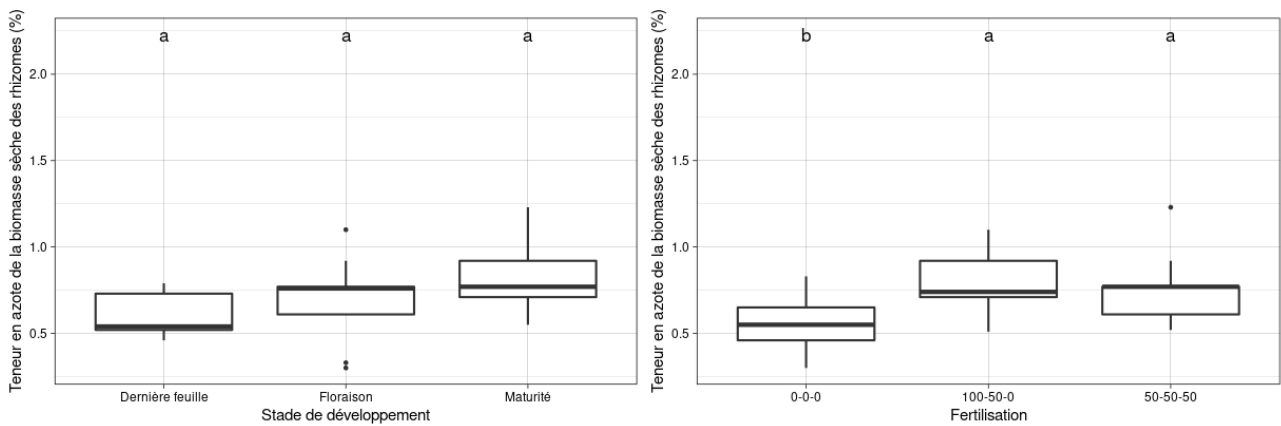 Teneur en azote de la biomasse sèche des rhizomes (%)
a a a
2.0
1.5
1.0
0.5
Dernière feuille Floraison Maturité
Stade de développement
Teneur en azote de la biomasse sèche des rhizomes (%)
b a a
2.0
1.5
1.0
0.5
0-0-0 100-50-0 50-50-50
Fertilisation